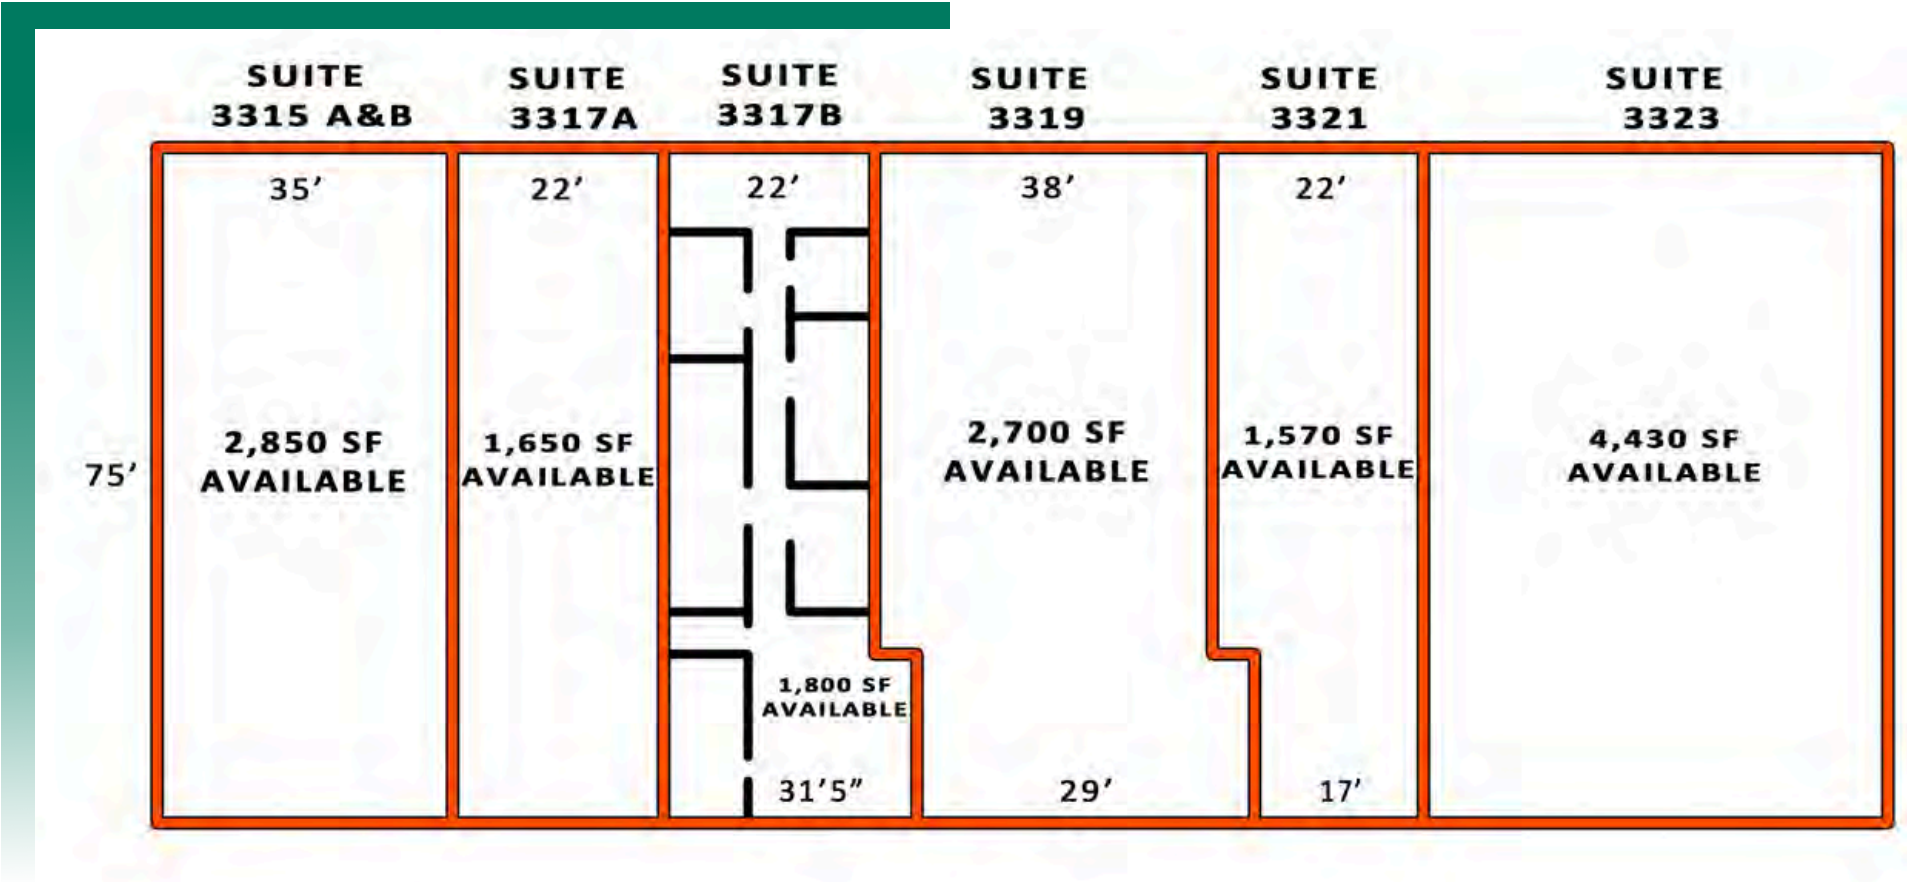 SUITE
3315 A&B
SUITE
3317A
SUITE
3317B
SUITE
3319
SUITE
3321
SUITE
3323
35’
22’
22’
38’
22’
75’
2,850 SF
AVAILABLE
1,650 SF
AVAILABLE
1,800 SF
AVAILABLE
2,700 SF
AVAILABLE
1,570 SF
AVAILABLE
4,430 SF
AVAILABLE
31’5”
29’
17’